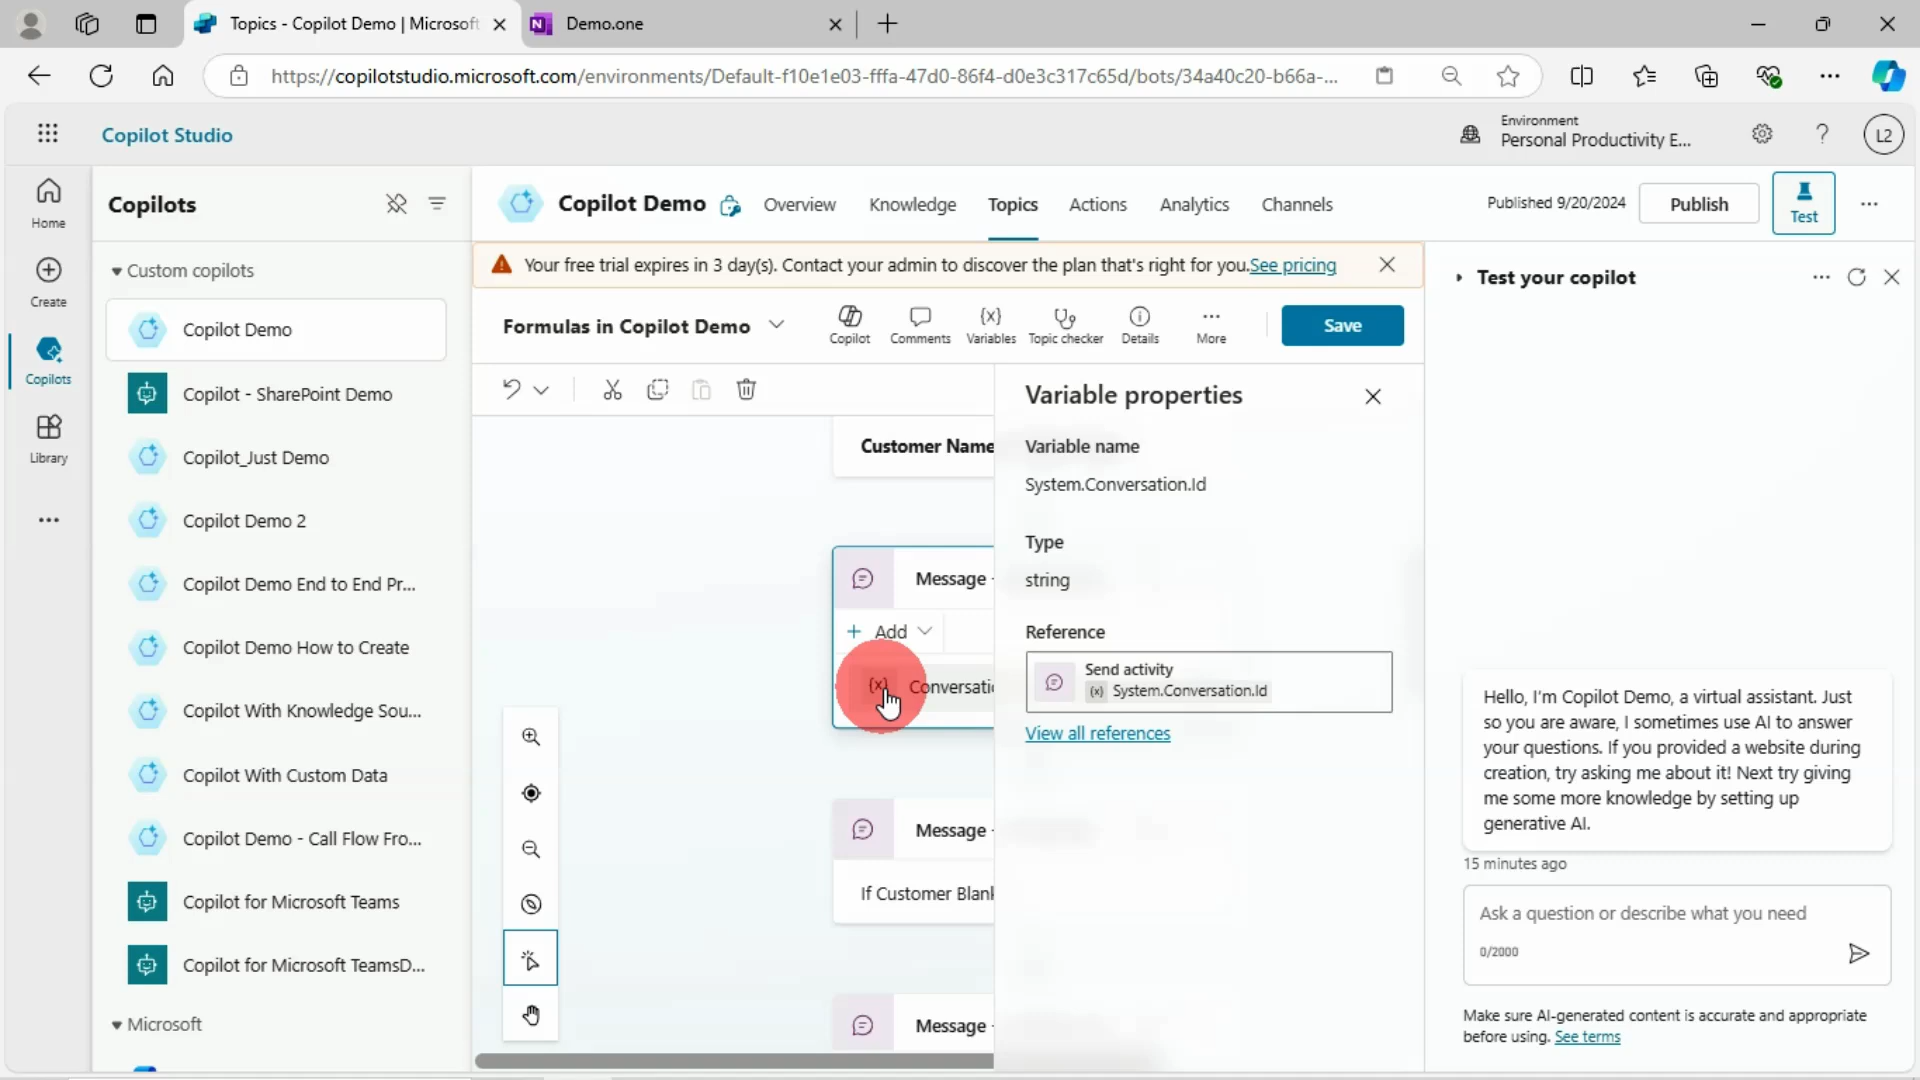 Topics - Copilot Demo | Microsoft
Demo.one
https://copilotstudio.microsoft.com/environments/Default-f10e1e03-fffa-47d0-86f4-d0e3c317c65d/bots/34a40c20-b66a-...
Copilot Studio
Environment
Personal Productivity E...
L2
Home
Create
Copilots
Library
Copilots
Custom copilots
Copilot Demo
Copilot - SharePoint Demo
Copilot_Just Demo
Copilot Demo 2
Copilot Demo End to End Pr...
Copilot Demo How to Create
Copilot With Knowledge Sou...
Copilot With Custom Data
Copilot Demo - Call Flow Fro...
Copilot for Microsoft Teams
Copilot for Microsoft TeamsD...
Microsoft
Copilot Demo
Overview
Knowledge
Topics
Actions
Analytics
Channels
Published 9/20/2024
Publish
Test
Your free trial expires in 3 day(s). Contact your admin to discover the plan that's right for you. See pricing
Formulas in Copilot Demo
Copilot
Comments
{x}
Variables
Topic checker
Details
More
Save
Customer Name
Message
Add
{x} Conversatio
Message
If Customer Blank
Message
Variable properties
Variable name
System.Conversation.Id
Type
string
Reference
Send activity
(x) System.Conversation.Id
View all references
Test your copilot
Hello, I'm Copilot Demo, a virtual assistant. Just
so you are aware, I sometimes use AI to answer
your questions. If you provided a website during
creation, try asking me about it! Next try giving
me some more knowledge by setting up
generative AI.
15 minutes ago
Ask a question or describe what you need
0/2000
Make sure AI-generated content is accurate and appropriate
before using. See terms